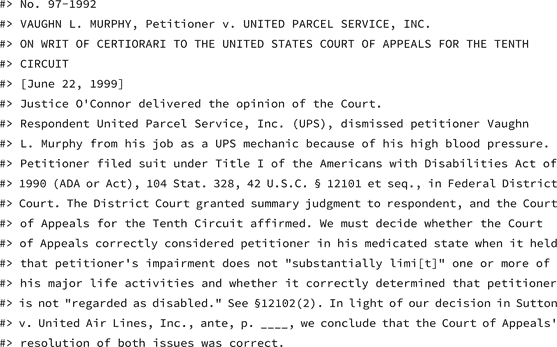 #> No. 97-1992
#> VAUGHN L. MURPHY, Petitioner v. UNITED PARCEL SERVICE, INC.
#> ON WRIT OF CERTIORARI TO THE UNITED STATES COURT OF APPEALS FOR THE TENTH
#> CIRCUIT
#> [June 22, 1999]
#> Justice O'Connor delivered the opinion of the Court.
#> Respondent United Parcel Service, Inc. (UPS), dismissed petitioner Vaughn
#> L. Murphy from his job as a UPS mechanic because of his high blood pressure.
#> Petitioner filed suit under Title I of the Americans with Disabilities Act of
#> 1990 (ADA or Act), 104 Stat. 328, 42 U.S.C. § 12101 et seq., in Federal District
#> Court. The District Court granted summary judgment to respondent, and the Court
#> of Appeals for the Tenth Circuit affirmed. We must decide whether the Court
#> of Appeals correctly considered petitioner in his medicated state when it held
#> that petitioner's impairment does not "substantially limi[t]" one or more of
#> his major life activities and whether it correctly determined that petitioner
#> is not "regarded as disabled." See §12102(2). In light of our decision in Sutton
#> v. United Air Lines, Inc., ante, p. ____, we conclude that the Court of Appeals'
#> resolution of both issues was correct.